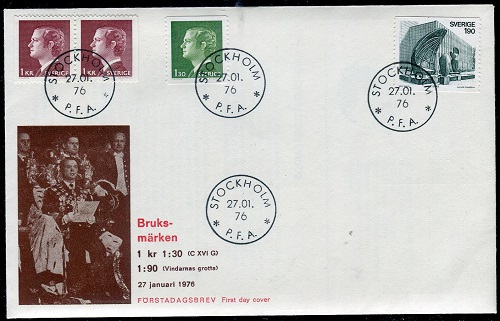 1 KR SVERIGE
1 KR SVERIGE
1.30 SVERIGE
SVERIGE
1.90
STOCKHOLM
27.01.
76
* P.F.A. *
STOCKHOLM
27.01.
76
* P.F.A. *
STOCKHOLM
27.01.
76
* P.F.A. *
STOCKHOLM
27.01.
76
* P.F.A. *
Bruks-
märken
1 kr 1:30 (C XVI G)
1:90 (Vindarnas grotta)
27 januari 1976
FÖRSTADAGSBREV First day cover